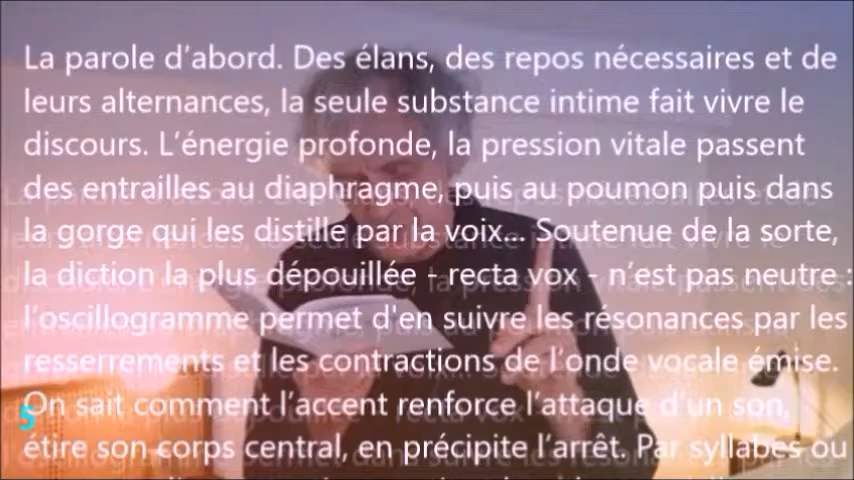 La parole d’abord. Des élans, des repos nécessaires et de
leurs alternances, la seule substance intime fait vivre le
discours. L’énergie profonde, la pression vitale passent
des entrailles au diaphragme, puis au poumon puis dans
la gorge qui les distille par la voix... Soutenue de la sorte,
la diction la plus dépouillée - recta vox - n’est pas neutre :
l’oscillogramme permet d'en suivre les résonances par les
resserrements et les contractions de l’onde vocale émise.
On sait comment l’accent renforce l’attaque d’un son,
étire son corps central, en précipite l’arrêt. Par syllabes ou
5